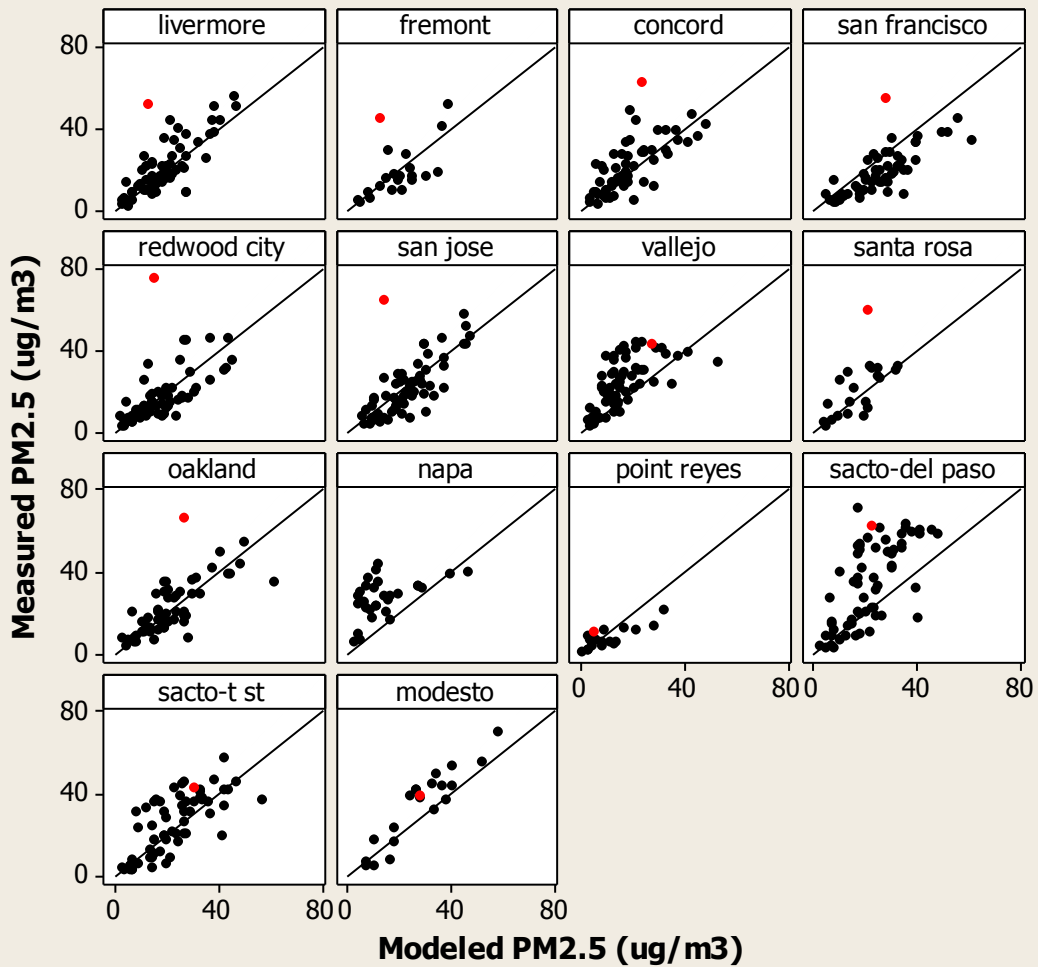 livermore fremont concord san francisco
80
40
0
redwood city san jose vallejo santa rosa
80
40
0
oakland napa point reyes sacto-del paso
80
40
0
0 40 80 0 40 80
sacto-t st modesto
80
40
0
0 40 80 0 40 80
Measured PM2.5 (ug/m3)
Modeled PM2.5 (ug/m3)